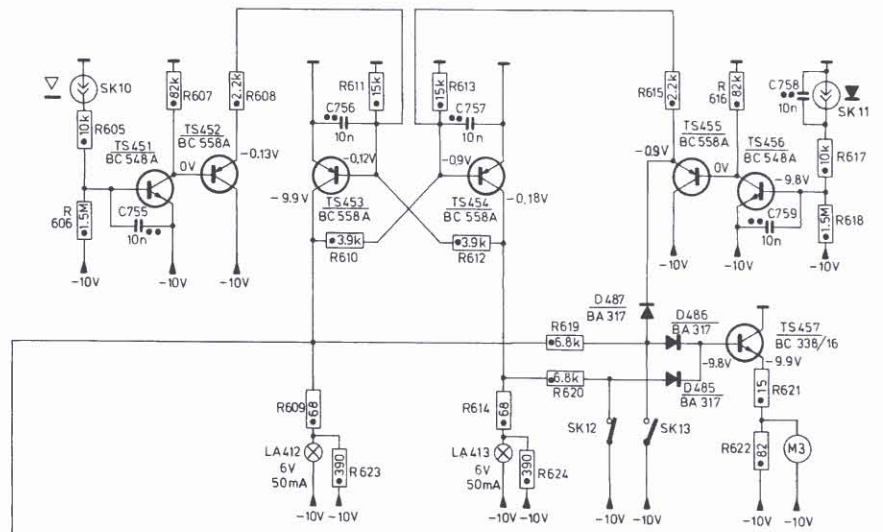 SK10
10k
R605
TS451
BC 548A
R
606
1.5M
C755
10n
-10V
82k
R607
TS452
BC 558A
0V
-10V
2.2k
R608
-0.13V
-10V
R611
15k
C756
10n
-0,12V
-9.9V
TS453
BC 558A
3.9k
R610
R613
15k
C757
10n
-0.9V
TS454
BC 558A
-0,18V
3.9k
R612
R615
2.2k
-0.9V
TS455
BC 558A
-10V
R
616
82k
0V
TS456
BC 548A
-9.8V
C759
10n
-10V
C758
10n
SK11
10k
R617
1.5M
R618
-10V
D487
BA 317
R619
6.8k
D486
BA 317
6.8k
R620
D485
BA 317
-9.8V
TS457
BC 338/16
-9.9V
15
R621
R622
82
M3
-10V
-10V
R609
68
LA412
6V
50mA
390
R623
-10V
-10V
R614
68
LA413
6V
50mA
390
R624
-10V
-10V
SK12
-10V
SK13
-10V